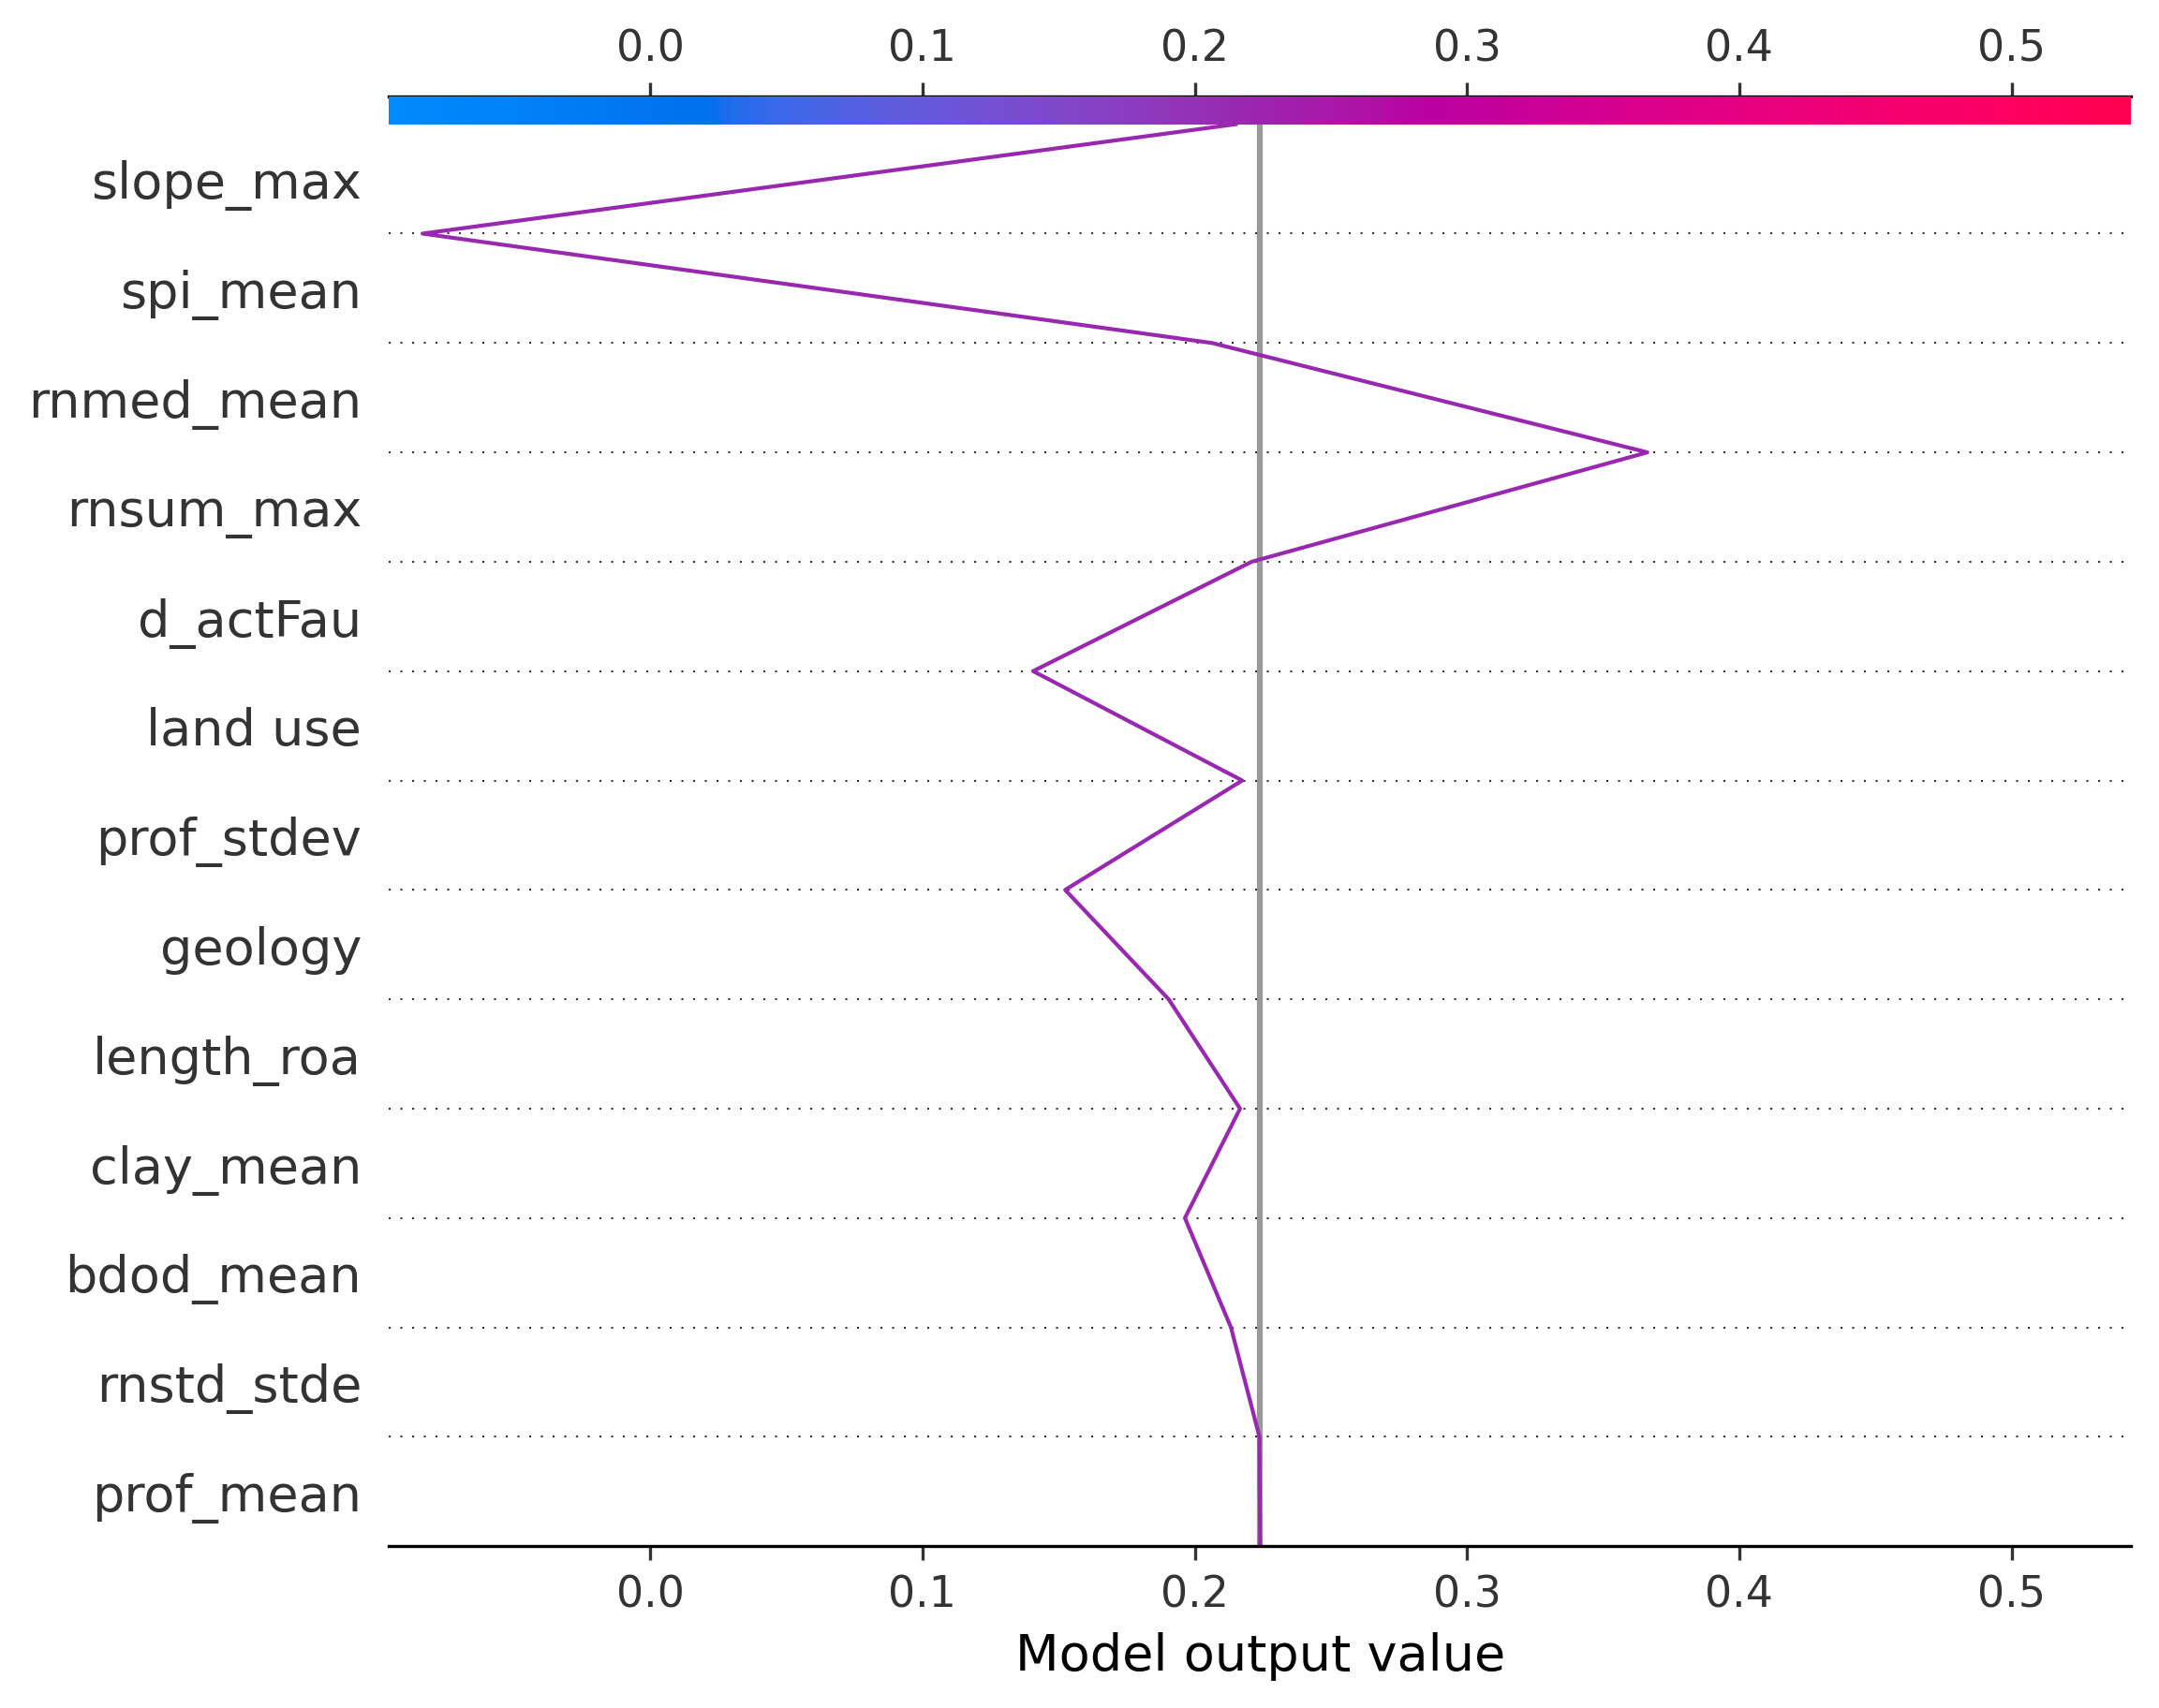 0.0 0.1 0.2 0.3 0.4 0.5
slope_max
spi_mean
rnmed_mean
rnsum_max
d_actFau
land use
prof_stdev
geology
length_roa
clay_mean
bdod_mean
rnstd_stde
prof_mean
0.0 0.1 0.2 0.3 0.4 0.5
Model output value